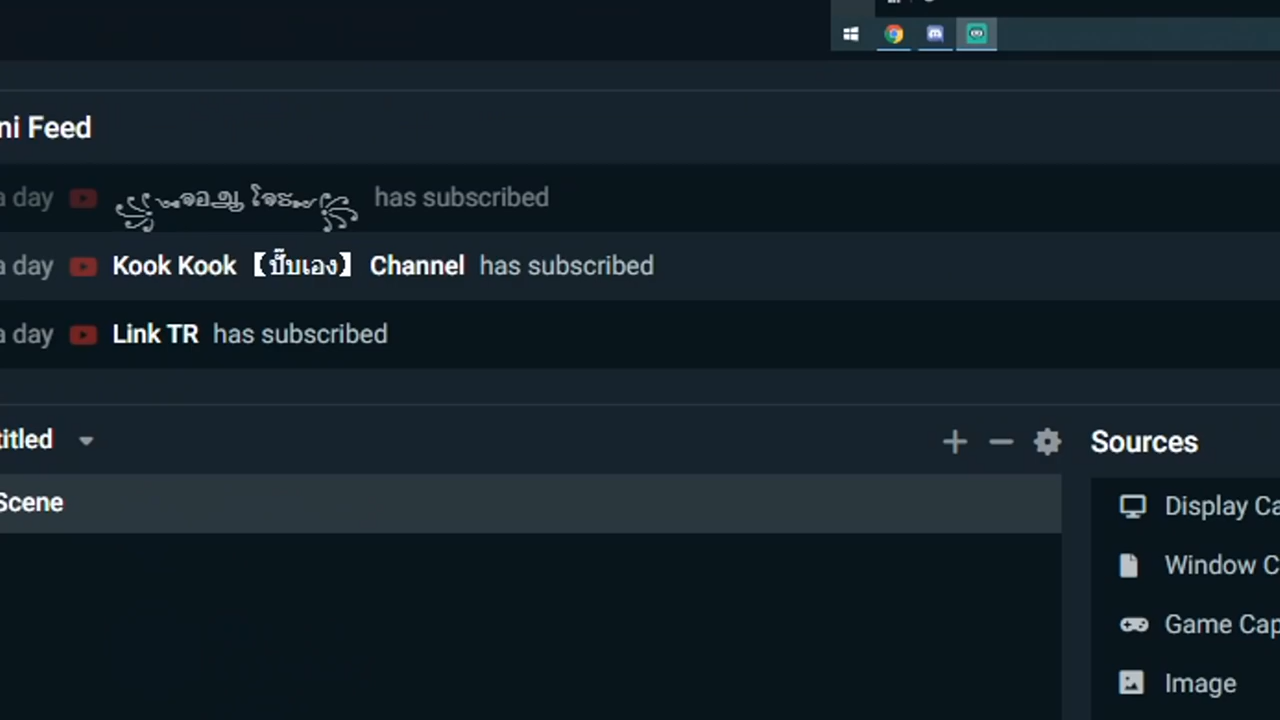 ni Feed
a day has subscribed
a day Kook Kook【ปั๊บเอง】 Channel has subscribed
a day Link TR has subscribed
titled
Sources
Scene
Display Ca
Window C
Game Cap
Image